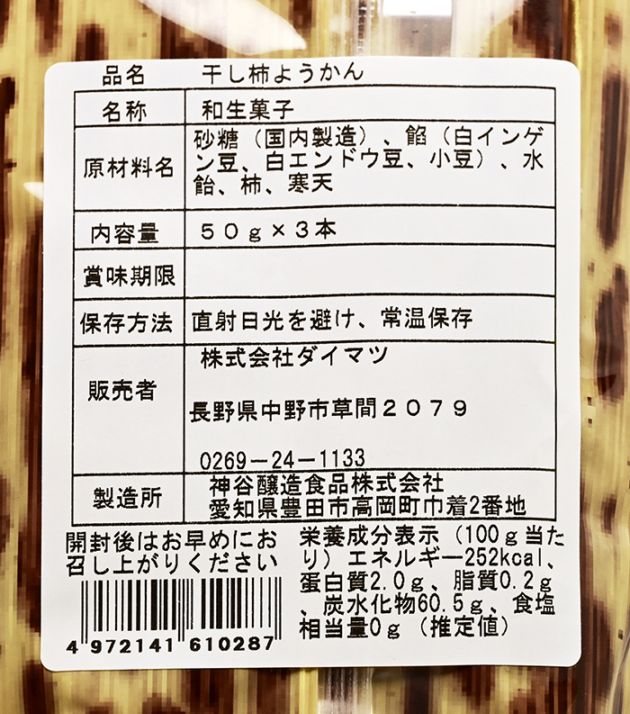 品名 干し柿ようかん
名称 和生菓子
原材料名 砂糖（国内製造）、餡（白インゲ
ン豆、白エンドウ豆、小豆）、水
飴、柿、寒天
内容量 50g×3本
賞味期限
保存方法 直射日光を避け、常温保存
販売者 株式会社ダイマツ
長野県中野市草間2079
0269-24-1133
製造所 神谷醸造食品株式会社
愛知県豊田市高岡町巾着2番地
開封後はお早めにお
召し上がりください
栄養成分表示（100g当た
り）エネルギー252kcal、
蛋白質2.0g、脂質0.2g
、炭水化物60.5g、食塩
相当量0g（推定値）
4 972141 610287